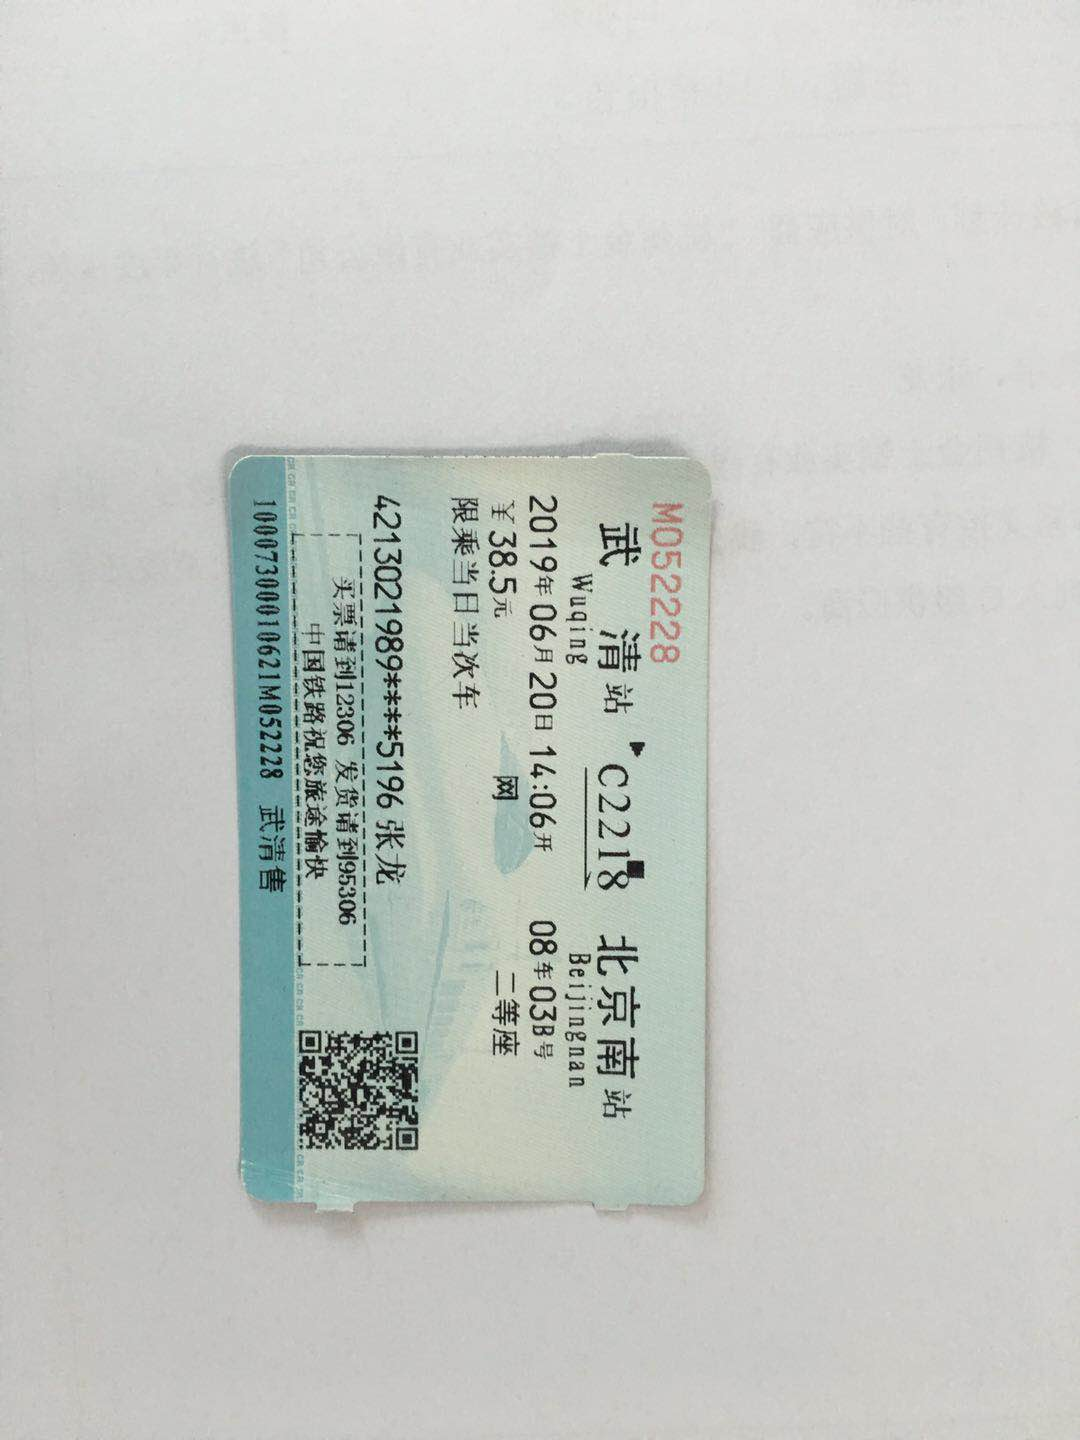 M052228
武 清站 C2218 北京南站
Wuqing Beijingnan
2019年06月20日14:06开 08车03B号
￥38.5元 网 二等座
限乘当日当次车
4213021989****5196张龙
买票请到12306 发货请到95306
中国铁路祝您旅途愉快
10007300010621M052228 武清售